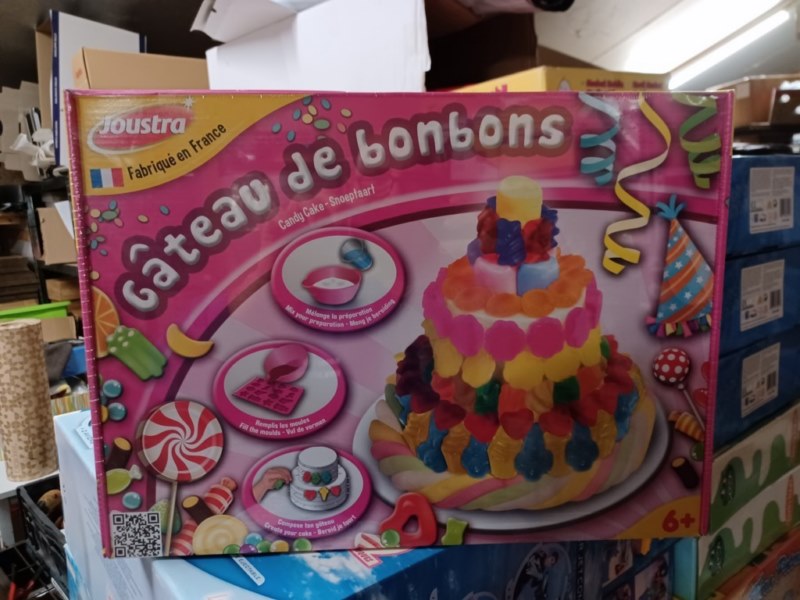 Joustra
Fabriqué en France
Gâteau de bonbons
Candy Cake - Snoeptaart
Mélange la préparation
Mix your preparation - Meng je bereiding
Remplis les moules
Fill the moulds - Vul de vormen
Compose ton gâteau
Create your cake - Bereid je taart
6+